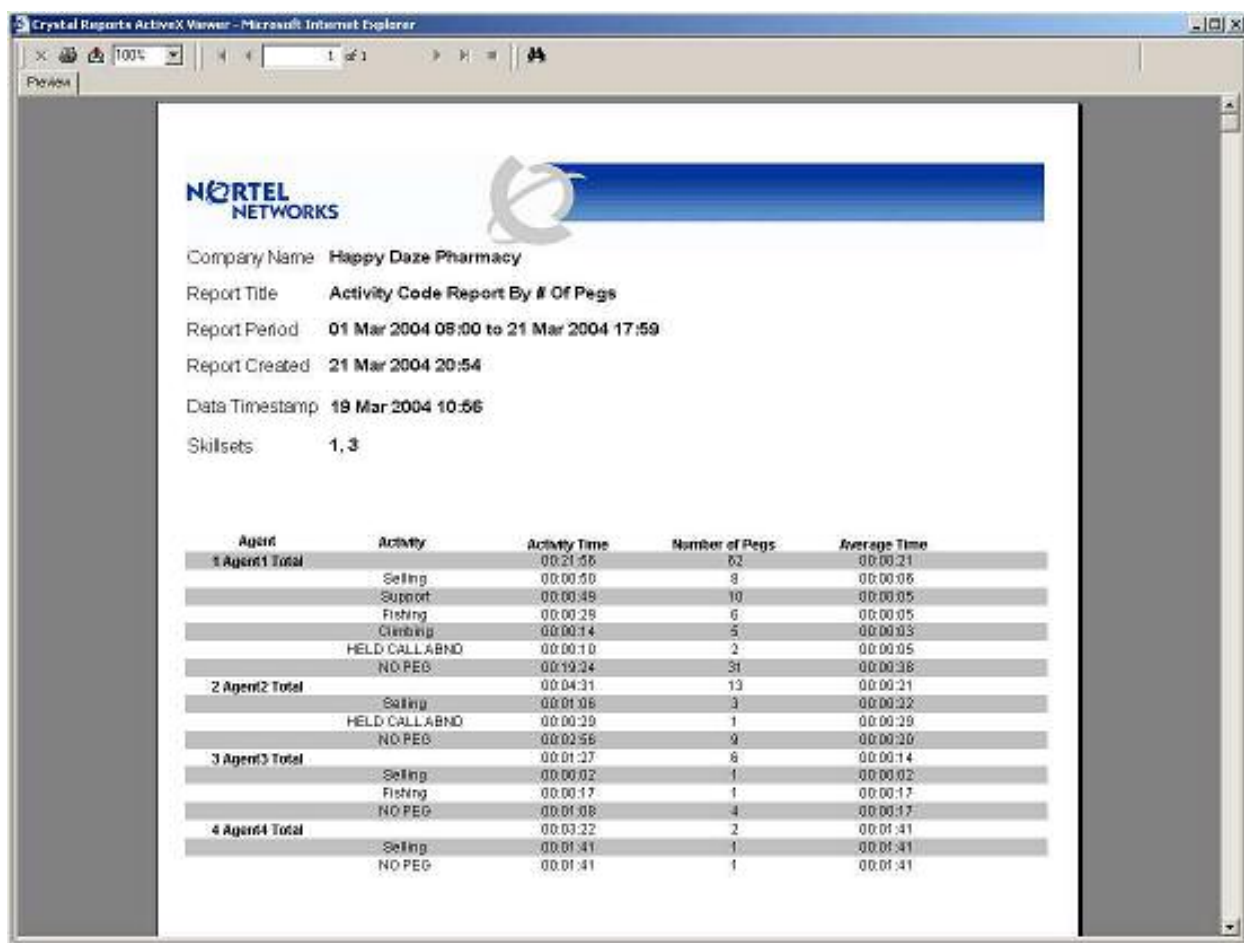 Crystal Reports ActiveX Viewer - Microsoft Internet Explorer
100% 1 of 1
Preview
NORTEL
NETWORKS
Company Name Happy Daze Pharmacy
Report Title Activity Code Report By # Of Pegs
Report Period 01 Mar 2004 08:00 to 21 Mar 2004 17:59
Report Created 21 Mar 2004 20:54
Data Timestamp 19 Mar 2004 10:56
Skillsets 1, 3
Agent Activity Activity Time Number of Pegs Average Time
1 Agent1 Total 00:21:56 62 00:00:21
Selling 00:00:50 8 00:00:06
Support 00:00:49 10 00:00:05
Fishing 00:00:29 6 00:00:05
Climbing 00:00:14 5 00:00:03
HELD CALL ABND 00:00:10 2 00:00:05
NO PEG 00:19:24 31 00:00:38
2 Agent2 Total 00:04:31 13 00:00:21
Selling 00:01:06 3 00:00:22
HELD CALL ABND 00:00:29 1 00:00:29
NO PEG 00:02:56 9 00:00:20
3 Agent3 Total 00:01:27 6 00:00:14
Selling 00:00:02 1 00:00:02
Fishing 00:00:17 1 00:00:17
NO PEG 00:01:08 4 00:00:17
4 Agent4 Total 00:03:22 2 00:01:41
Selling 00:01:41 1 00:01:41
NO PEG 00:01:41 1 00:01:41